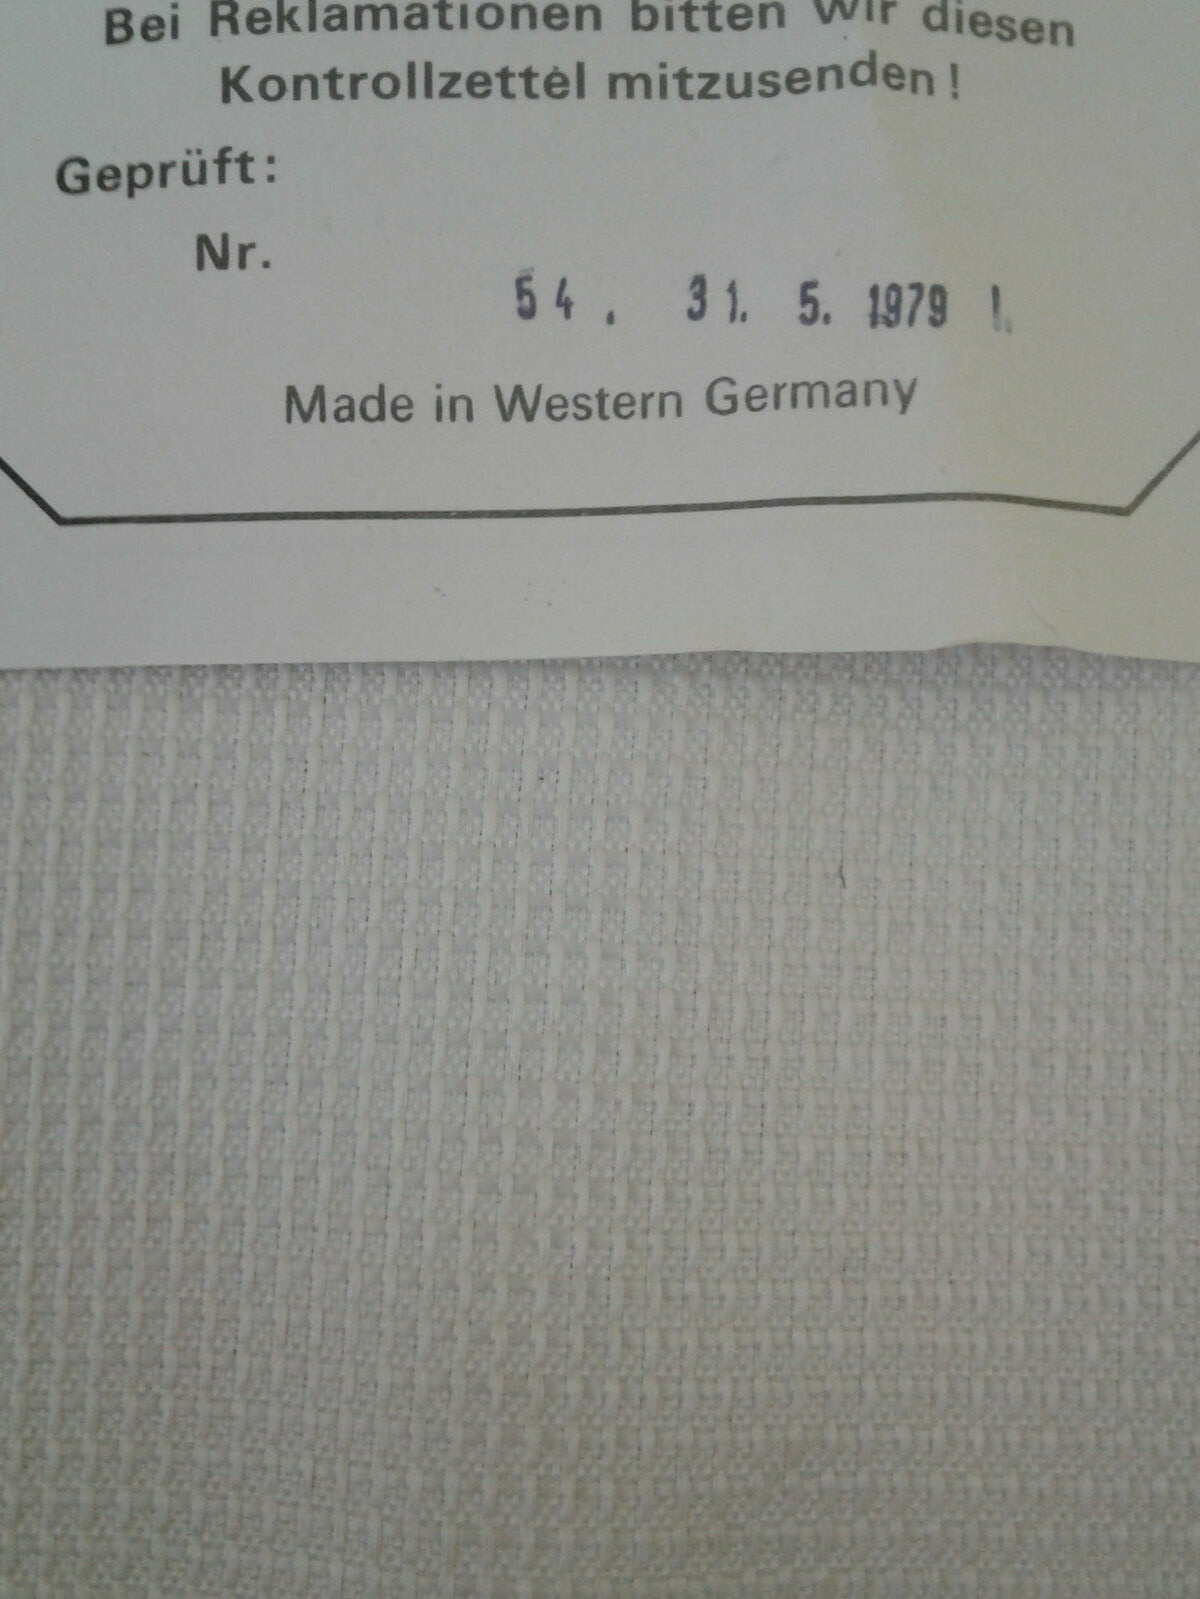 Bei Reklamationen bitten wir diesen
Kontrollzettel mitzusenden!
Geprüft:
Nr.
54. 31. 5. 1979
Made in Western Germany